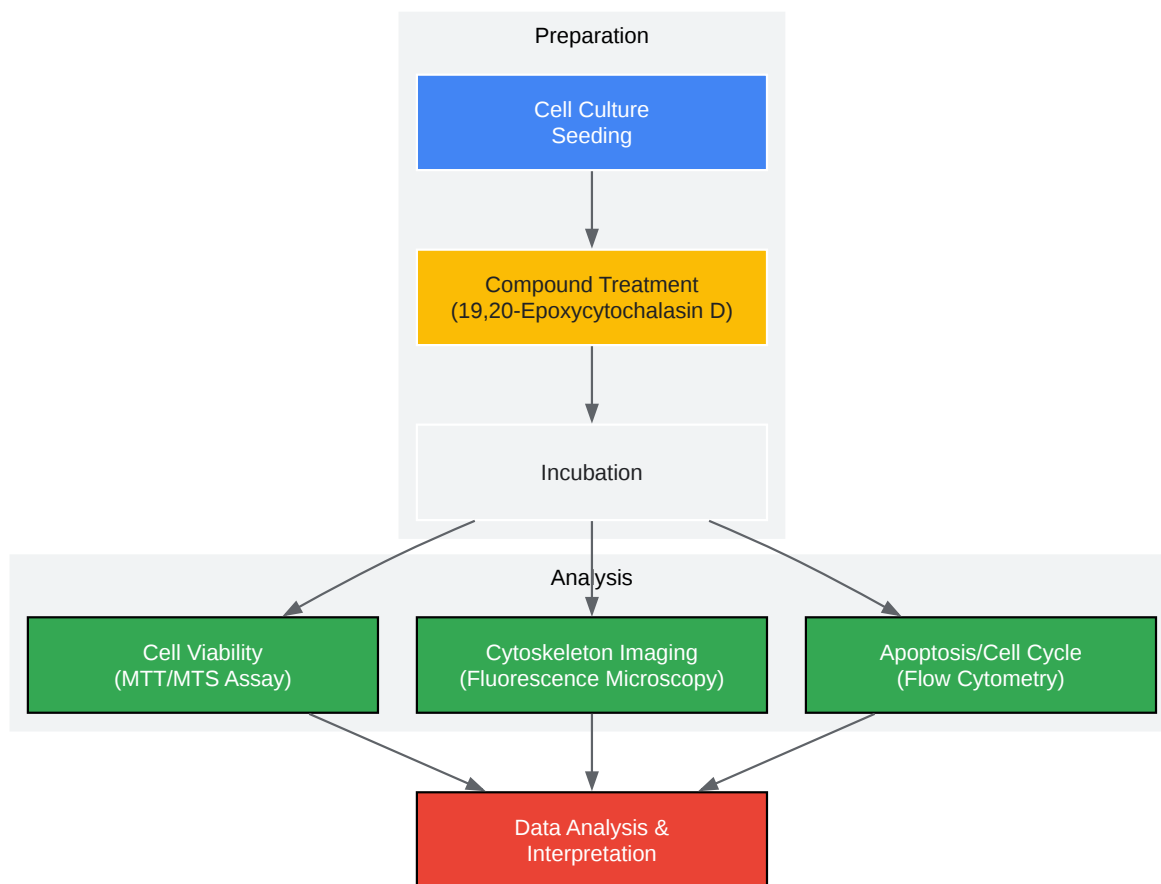 Preparation
Cell Culture
Seeding
Compound Treatment
(19,20-Epoxycytochalasin D)
Incubation
Analysis
Cell Viability
(MTT/MTS Assay)
Cytoskeleton Imaging
(Fluorescence Microscopy)
Apoptosis/Cell Cycle
(Flow Cytometry)
Data Analysis &
Interpretation